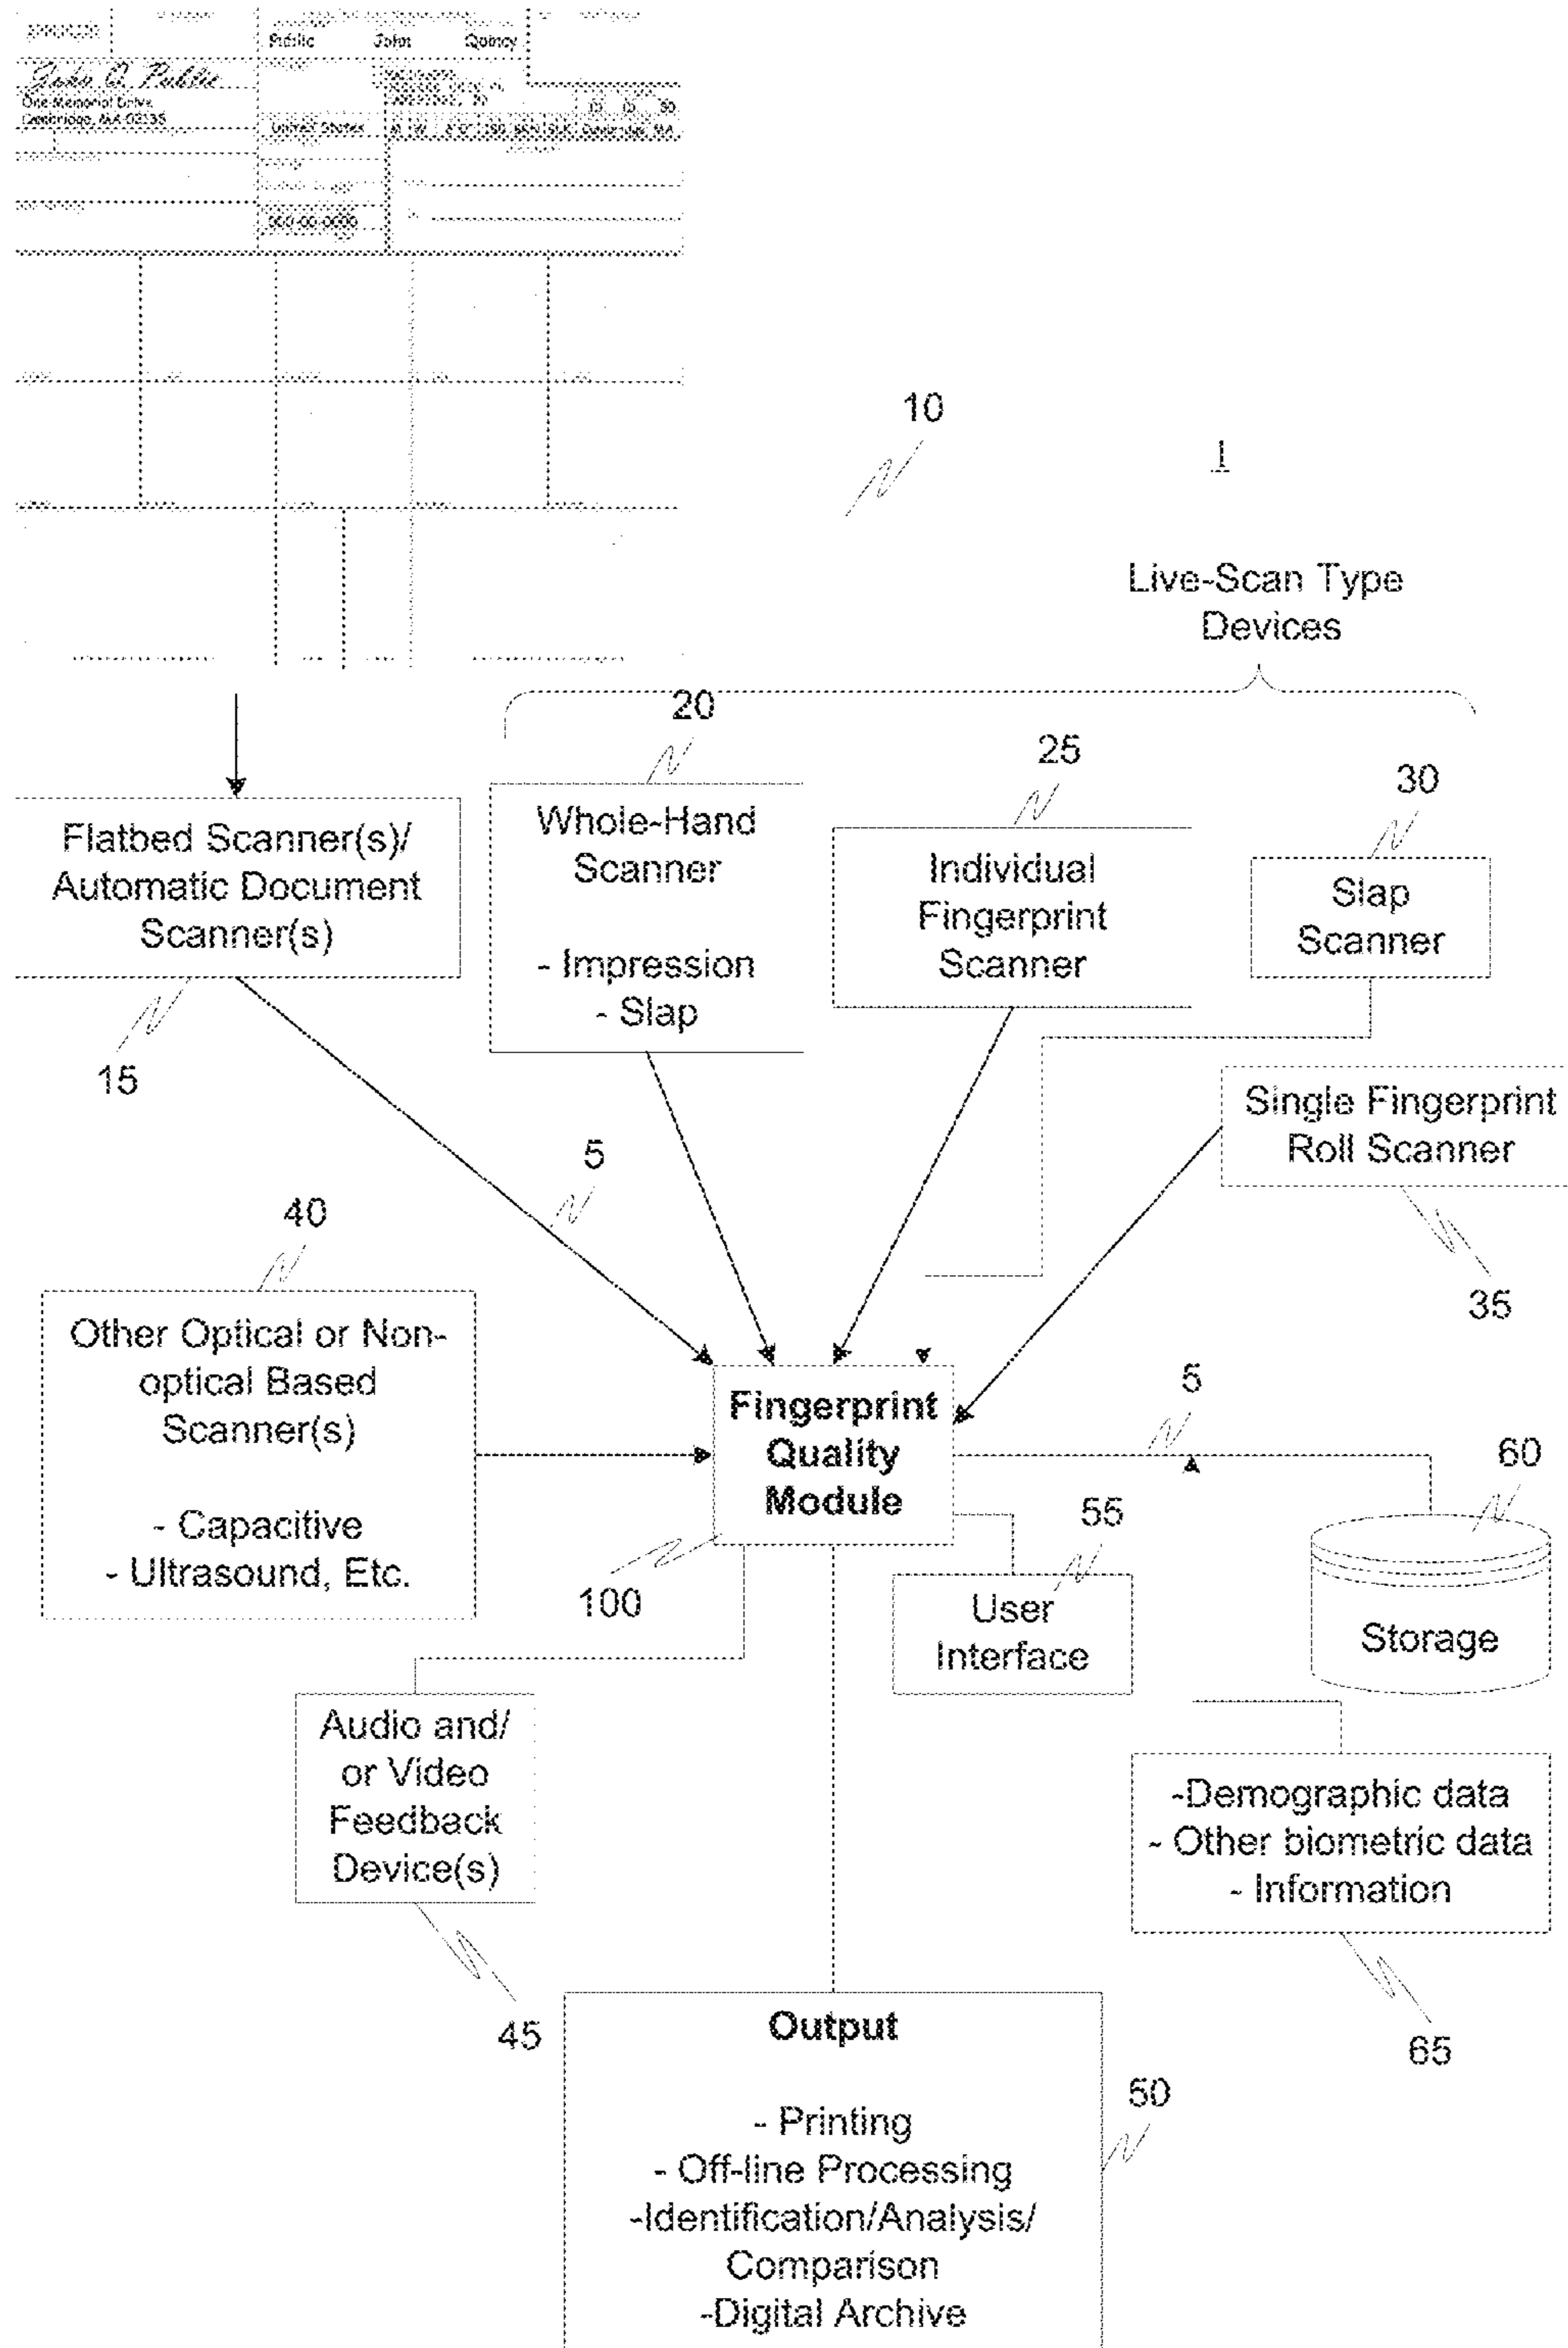 Public John Quincy
John Q. Public
One Memorial Drive
Cambridge, MA
United States
000-00-0000
10
1
Live-Scan Type
Devices
20
25
30
Flatbed Scanner(s)/
Automatic Document
Scanner(s)
Whole-Hand
Scanner
- Impression
- Slap
Individual
Fingerprint
Scanner
Slap
Scanner
15
Single Fingerprint
Roll Scanner
5
40
35
Other Optical or Non-
optical Based
Scanner(s)
- Capacitive
- Ultrasound, Etc.
Fingerprint
Quality
Module
5
60
55
100
User
Interface
Storage
Audio and/
or Video
Feedback
Device(s)
-Demographic data
- Other biometric data
- Information
45
65
Output
- Printing
- Off-line Processing
-Identification/Analysis/
Comparison
-Digital Archive
50